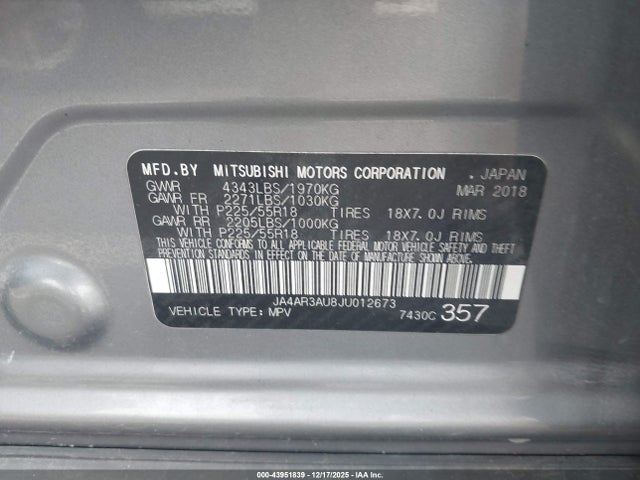 MFD.BY MITSUBISHI MOTORS CORPORATION . JAPAN
GVWR 4343LBS/1970KG MAR 2018
GAWR FR 2271LBS/1030KG
WITH P225/55R18 TIRES 18X7.0J RIMS
GAWR RR 2205LBS/1000KG
WITH P225/55R18 TIRES 18X7.0J RIMS
THIS VEHICLE CONFORMS TO ALL APPLICABLE FEDERAL MOTOR VEHICLE SAFETY AND THEFT
PREVENTION STANDARDS IN EFFECT ON THE DATE OF MANUFACTURE SHOWN ABOVE.
JA4AR3AU8JU012673
VEHICLE TYPE: MPV 7430C 357
000-43951839 - 12/17/2025 - IAA Inc.